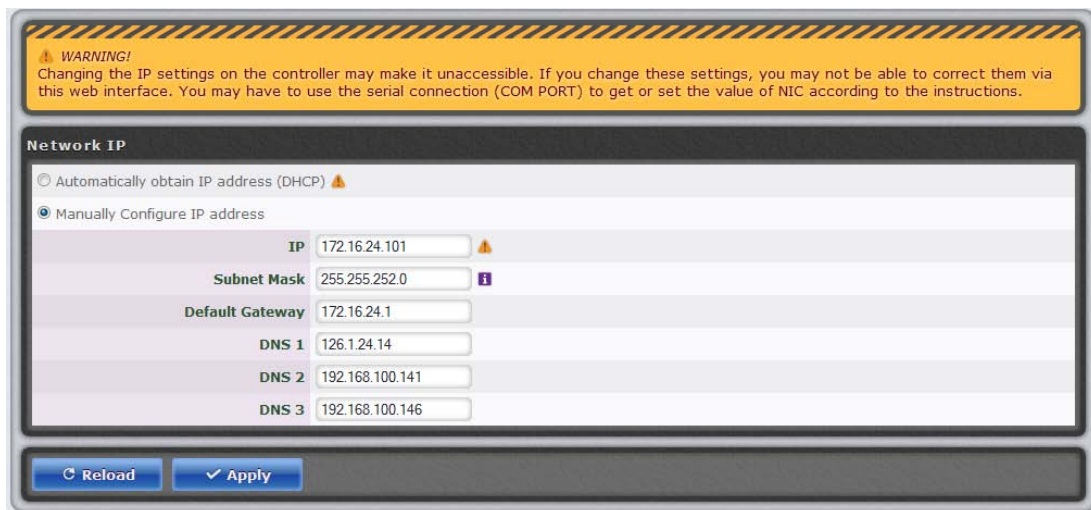 WARNING!
Changing the IP settings on the controller may make it unaccessible. If you change these settings, you may not be able to correct them via
this web interface. You may have to use the serial connection (COM PORT) to get or set the value of NIC according to the instructions.
Network IP
Automatically obtain IP address (DHCP)
Manually Configure IP address
IP 172.16.24.101
Subnet Mask 255.255.252.0
Default Gateway 172.16.24.1
DNS 1 126.1.24.14
DNS 2 192.168.100.141
DNS 3 192.168.100.146
Reload Apply